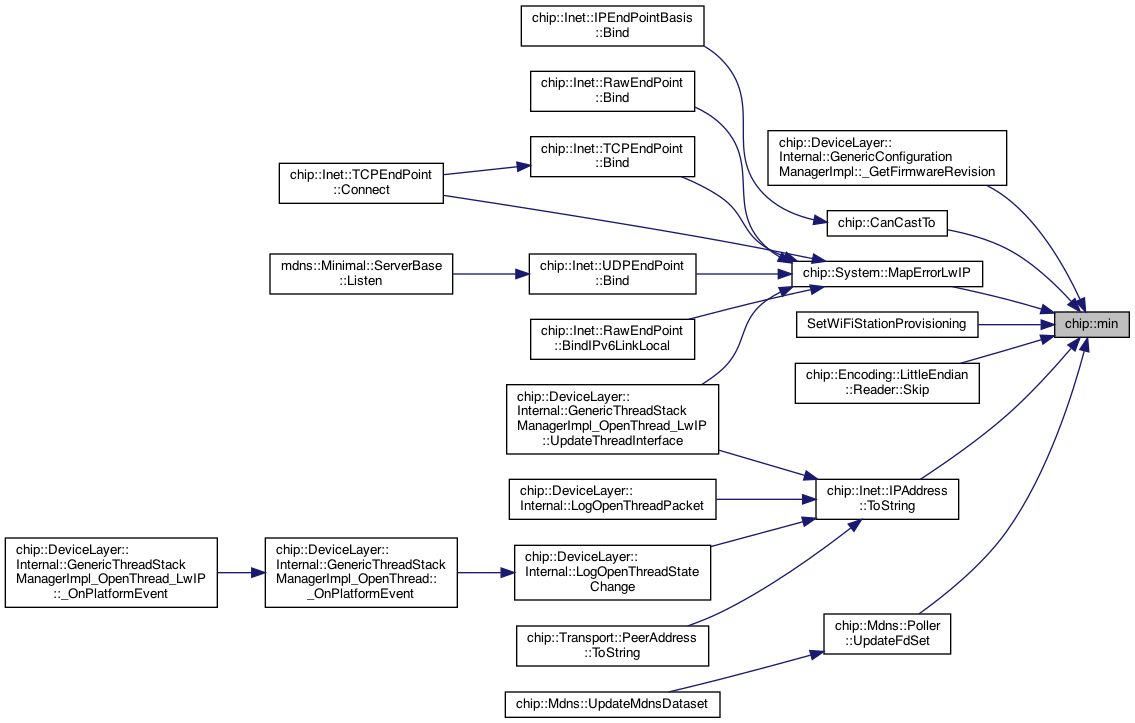 chip::Inet::IPEndPointBasis
::Bind
chip::Inet::RawEndPoint
::Bind
chip::Inet::TCPEndPoint
::Bind
chip::Inet::TCPEndPoint
::Connect
chip::DeviceLayer::
Internal::GenericConfiguration
ManagerImpl::_GetFirmwareRevision
chip::CanCastTo
mdns::Minimal::ServerBase
::Listen
chip::Inet::UDPEndPoint
::Bind
chip::System::MapErrorLwIP
SetWiFiStationProvisioning
chip::min
chip::Inet::RawEndPoint
::BindIPv6LinkLocal
chip::Encoding::LittleEndian
::Reader::Skip
chip::DeviceLayer::
Internal::GenericThreadStack
ManagerImpl_OpenThread_LwIP
::UpdateThreadInterface
chip::DeviceLayer::
Internal::LogOpenThreadPacket
chip::Inet::IPAddress
::ToString
chip::DeviceLayer::
Internal::GenericThreadStack
ManagerImpl_OpenThread_LwIP
::_OnPlatformEvent
chip::DeviceLayer::
Internal::GenericThreadStack
ManagerImpl_OpenThread::
_OnPlatformEvent
chip::DeviceLayer::
Internal::LogOpenThreadState
Change
chip::Transport::PeerAddress
::ToString
chip::Mdns::Poller
::UpdateFdSet
chip::Mdns::UpdateMdnsDataset